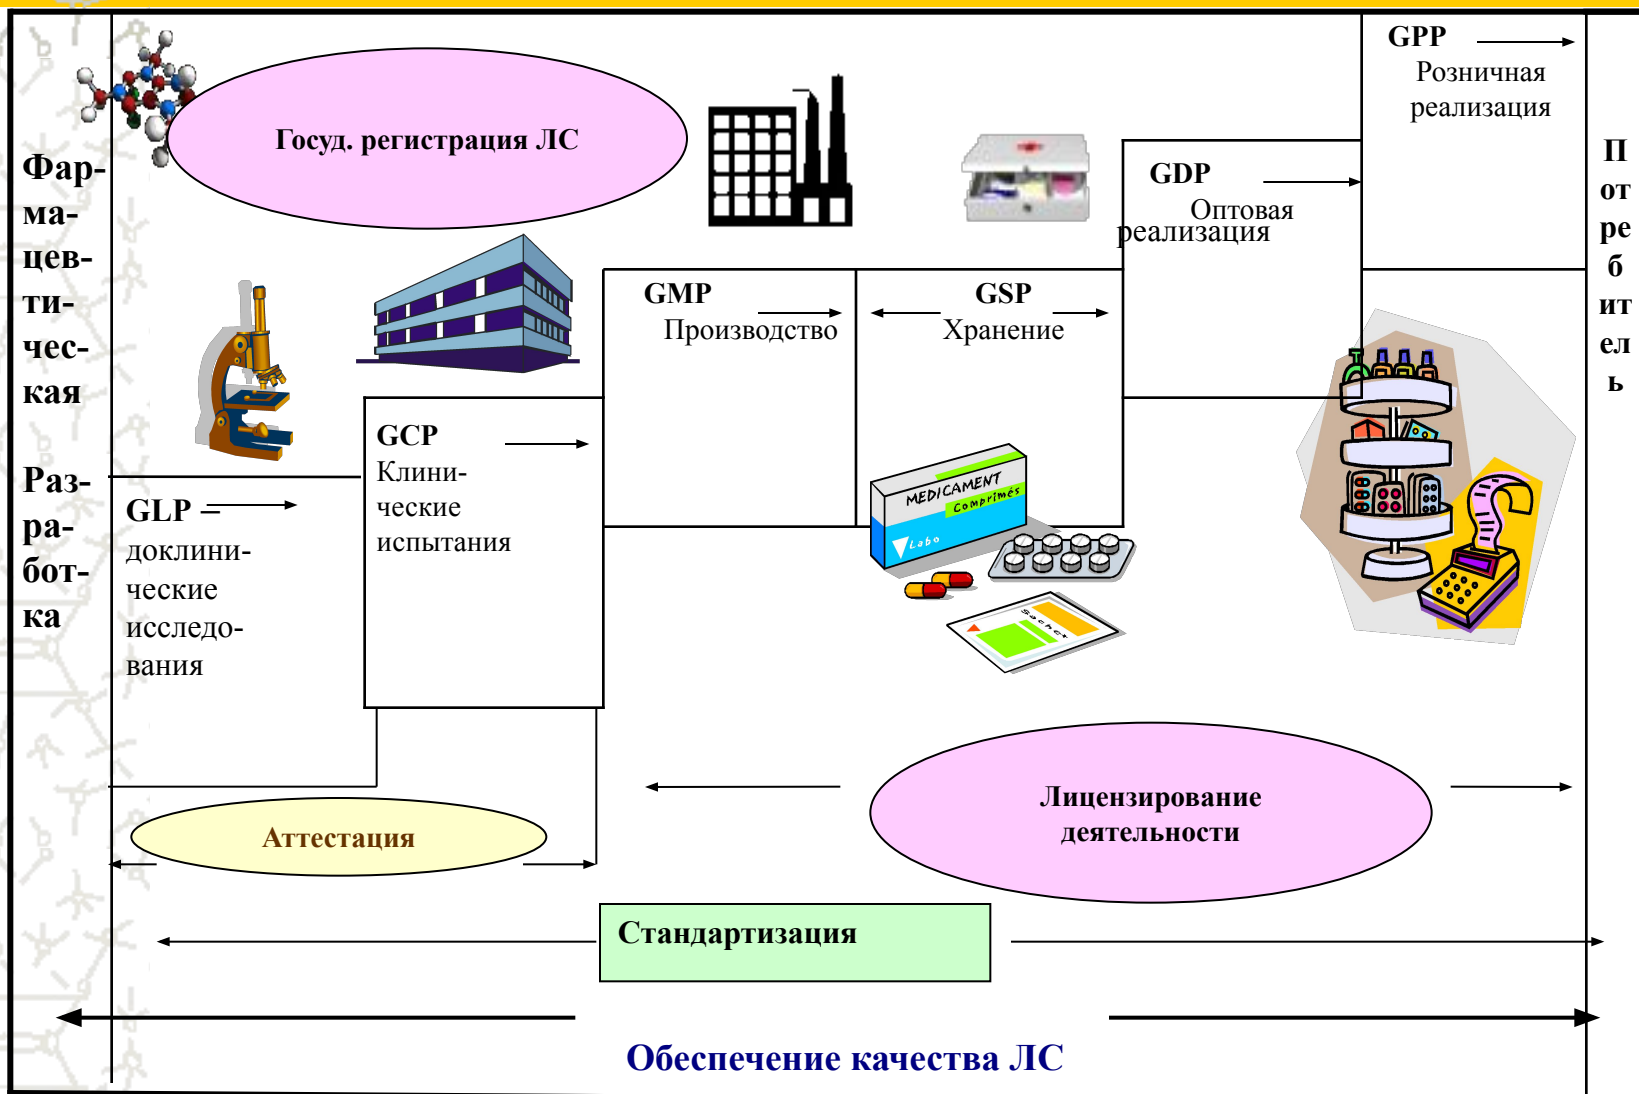 Фар-
ма-
цев-
ти-
чес-
кая
Раз-
ра-
бот-
ка
Госуд. регистрация ЛС
GLP –
доклини-
ческие
исследо-
вания
GCP
Клини-
ческие
испытания
GMP
Производство
GSP
Хранение
GDP
Оптовая
реализация
GPP
Розничная
реализация
П
от
ре
б
ит
ел
ь
MEDICAMENT
Comprimés
Labo
Sachet
Аттестация
Лицензирование
деятельности
Стандартизация
Обеспечение качества ЛС